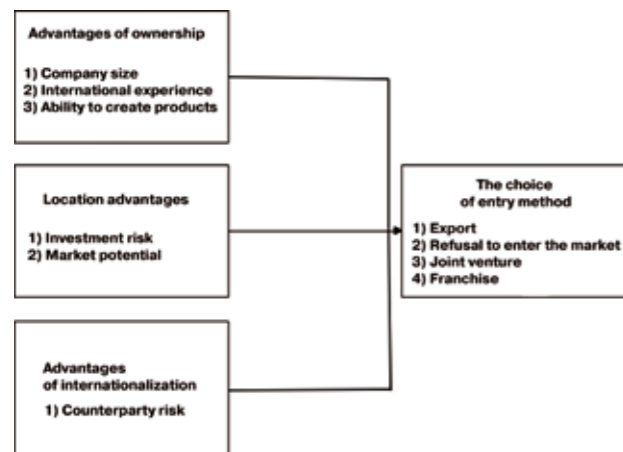 Advantages of ownership
1) Company size
2) International experience
3) Ability to create products
Location advantages
1) Investment risk
2) Market potential
Advantages
of internationalization
1) Counterparty risk
The choice
of entry method
1) Export
2) Refusal to enter the market
3) Joint venture
4) Franchise